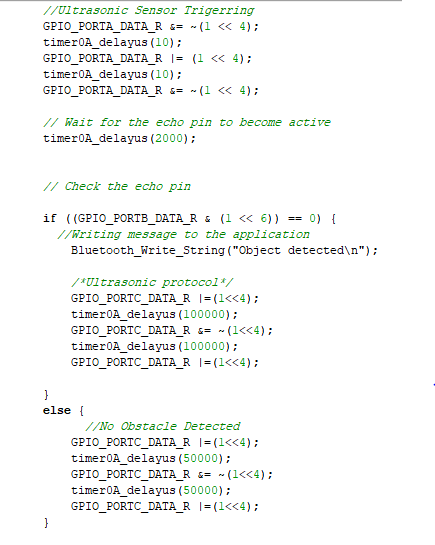 //Ultrasonic Sensor Trigerring
GPIO_PORTA_DATA_R &= ~(1 << 4);
timer0A_delayus(10);
GPIO_PORTA_DATA_R |= (1 << 4);
timer0A_delayus(10);
GPIO_PORTA_DATA_R &= ~(1 << 4);
// Wait for the echo pin to become active
timer0A_delayus(2000);
// Check the echo pin
if ((GPIO_PORTB_DATA_R & (1 << 6)) == 0) {
//Writing message to the application
Bluetooth_Write_String("Object detected\n");
/*Ultrasonic protocol*/
GPIO_PORTC_DATA_R |=(1<<4);
timer0A_delayus(100000);
GPIO_PORTC_DATA_R &= ~(1<<4);
timer0A_delayus(100000);
GPIO_PORTC_DATA_R |=(1<<4);
}
else {
//No Obstacle Detected
GPIO_PORTC_DATA_R |=(1<<4);
timer0A_delayus(50000);
GPIO_PORTC_DATA_R &= ~(1<<4);
timer0A_delayus(50000);
GPIO_PORTC_DATA_R |=(1<<4);
}